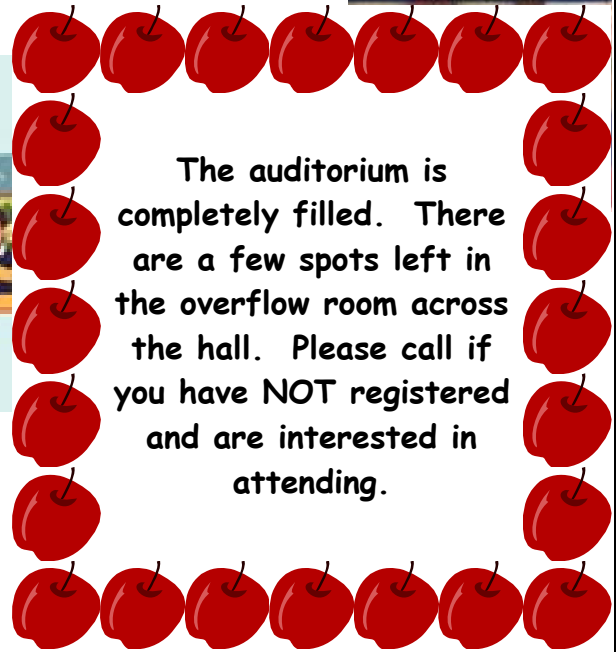 The auditorium is
completely filled.  There
are a few spots left in
the overflow room across
the hall.  Please call if
you have NOT registered
and are interested in
attending.